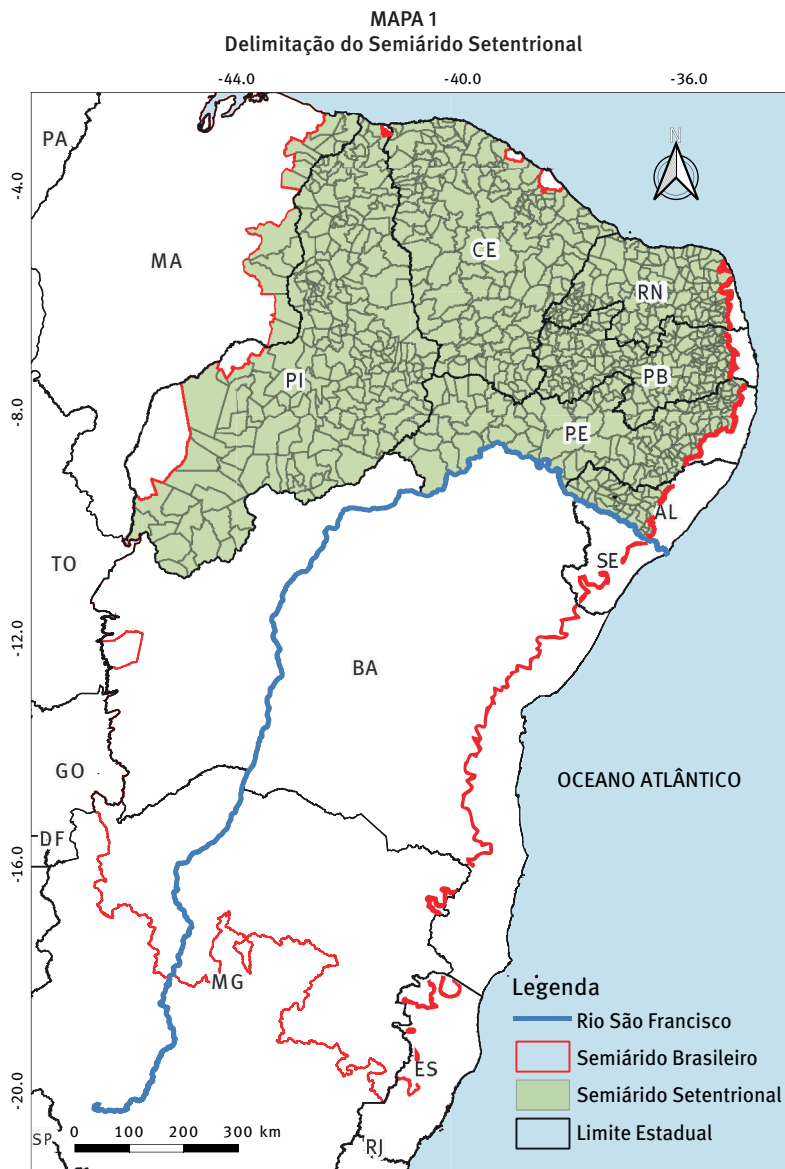 MAPA 1
Delimitação do Semiárido Setentrional
-44.0 -40.0 -36.0
PA
N
-4.0
CE
MA
RN
PI
PB
-8.0
PE
AL
TO
SE
-12.0
BA
GO
OCEANO ATLÂNTICO
DF
-16.0
MG
Legenda
Rio São Francisco
Semiárido Brasileiro
ES
Semiárido Setentrional
-20.0
Limite Estadual
SP
0 100 200 300 km
RJ